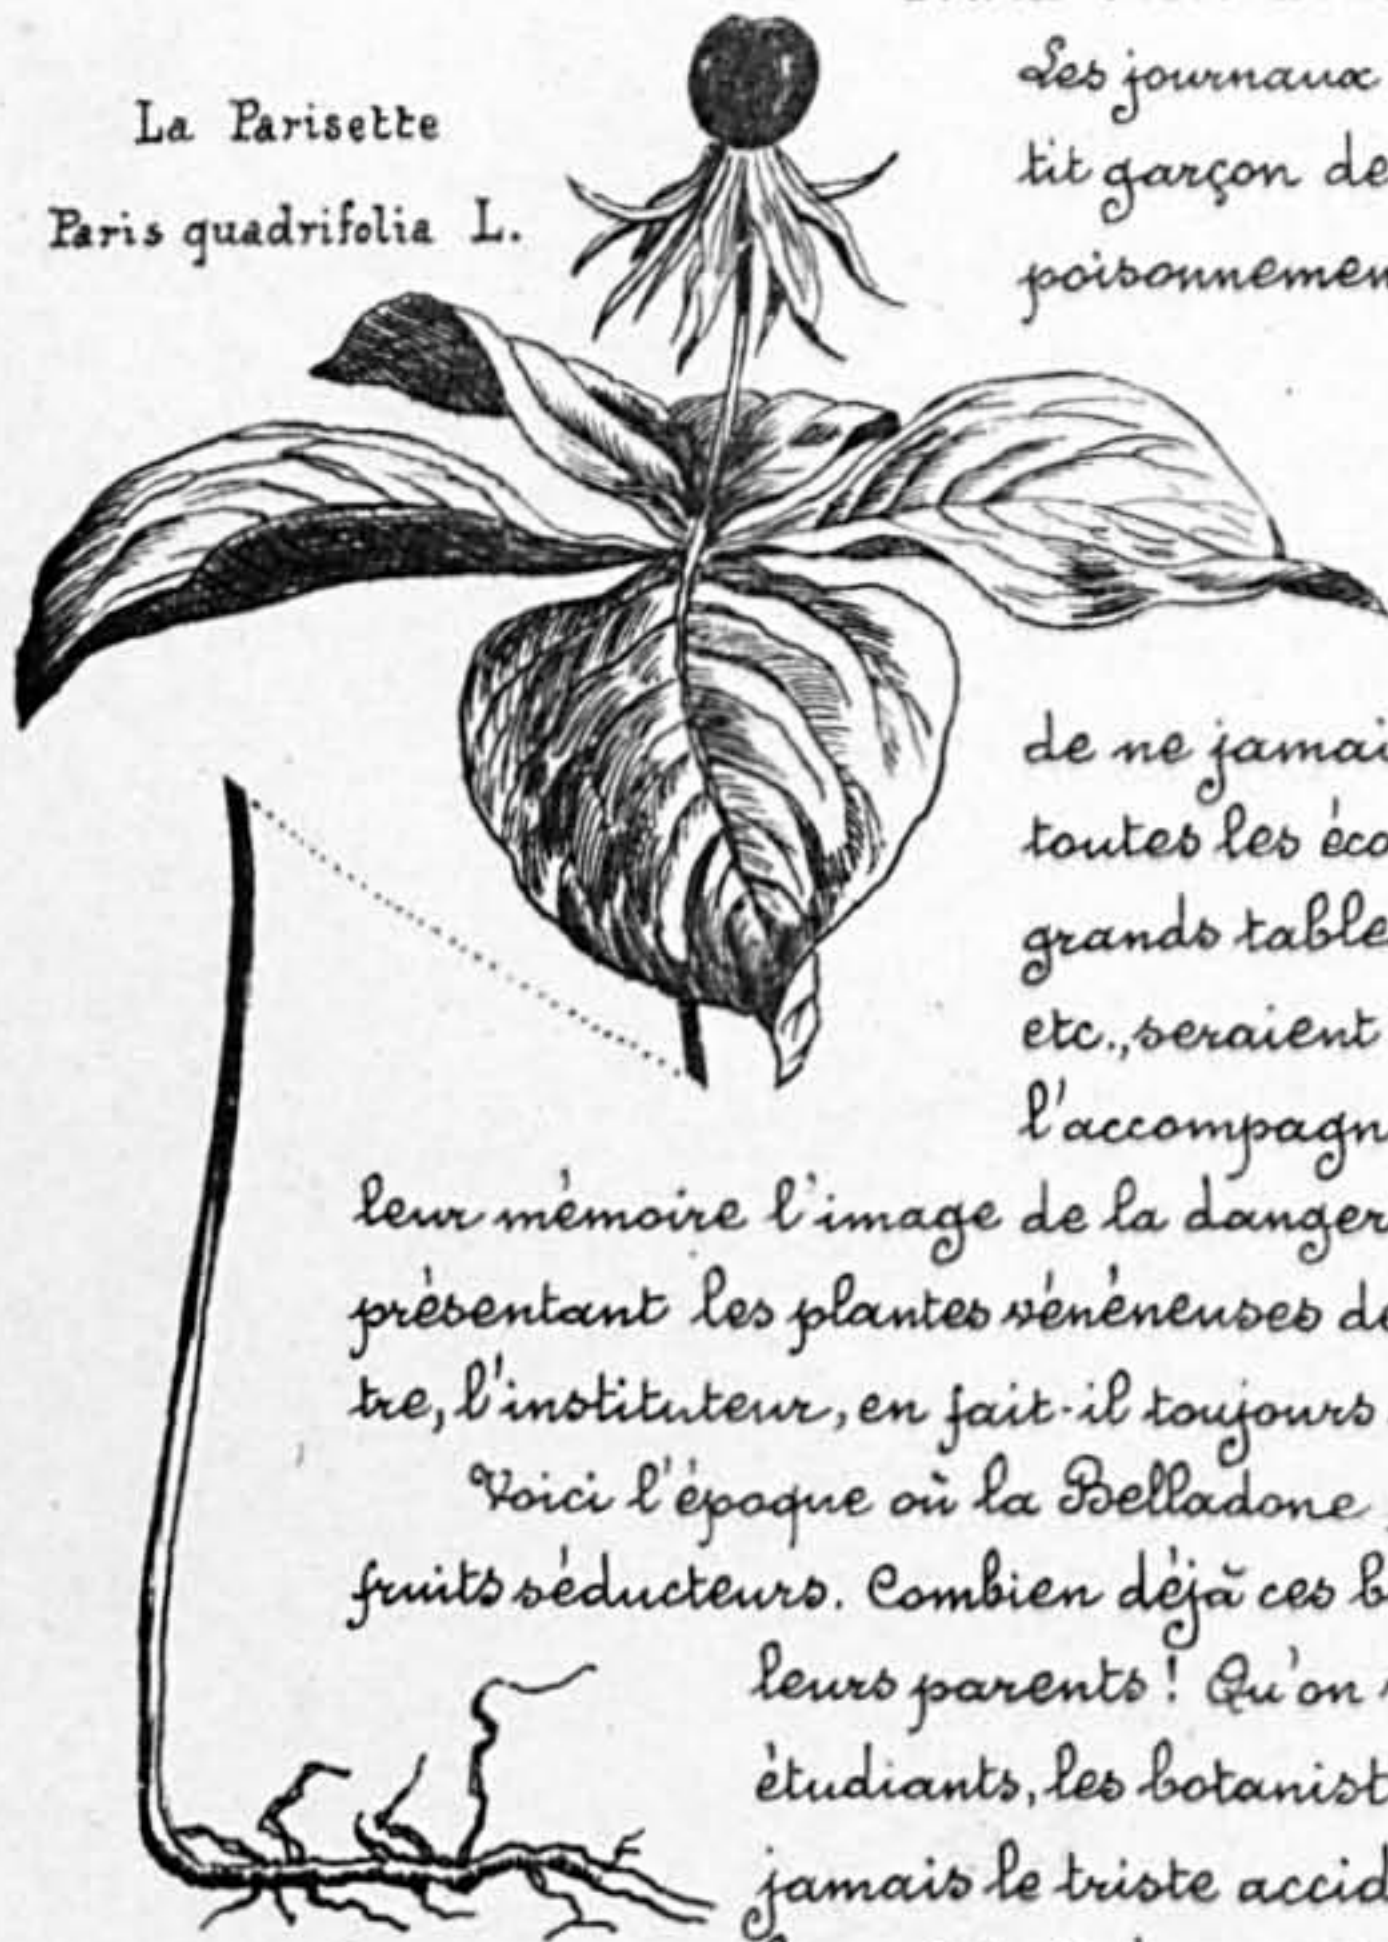 La Parisette
Paris quadrifolia L.
Les journaux
tit garçon de
poisonnemen
de ne jamai
toutes les éco
grands table
etc., seraient
l'accompagn
leur mémoire l'image de la danger
présentant les plantes vénéneuses de
tre, l'instituteur, en fait-il toujours
Voici l'époque où la Belladone
fruits séducteurs. Combien déjà ces b
leurs parents! Qu'on
étudiants, les botanist
jamais le triste accid